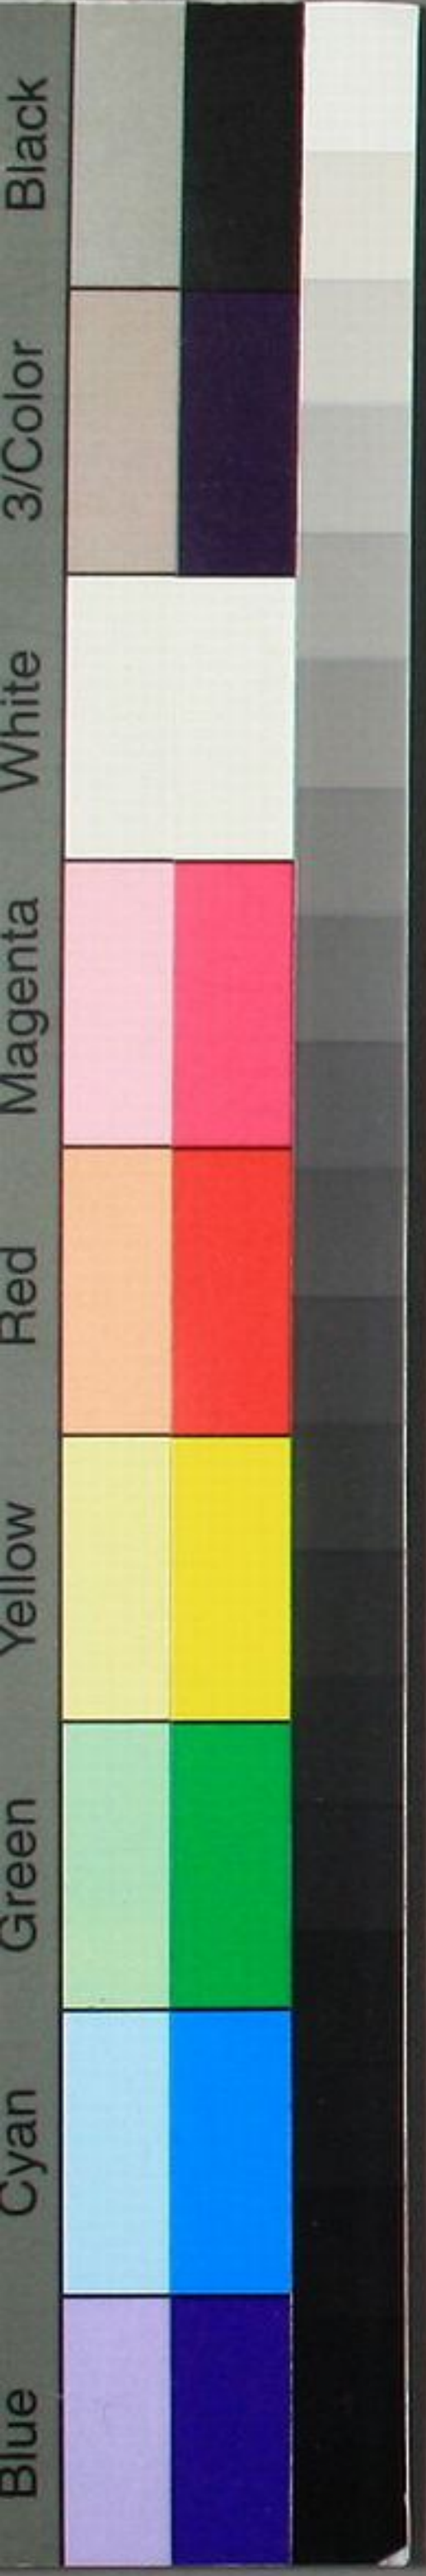 Black
3/Color
White
Magenta
Red
Yellow
Green
Cyan
Blue